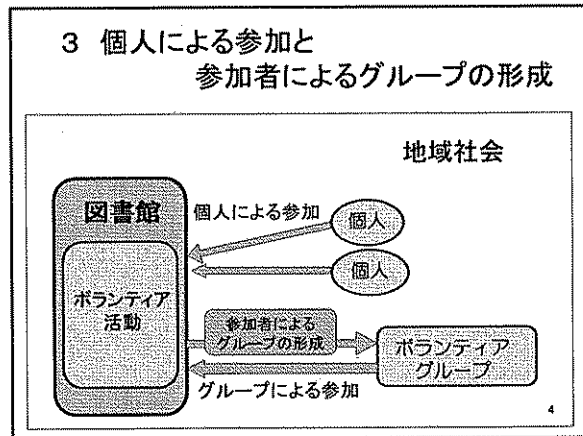 3 個人による参加と
参加者によるグループの形成
地域社会
図書館
個人による参加
個人
個人
ボランティア
活動
参加者による
グループの形成
ボランティア
グループ
グループによる参加
4